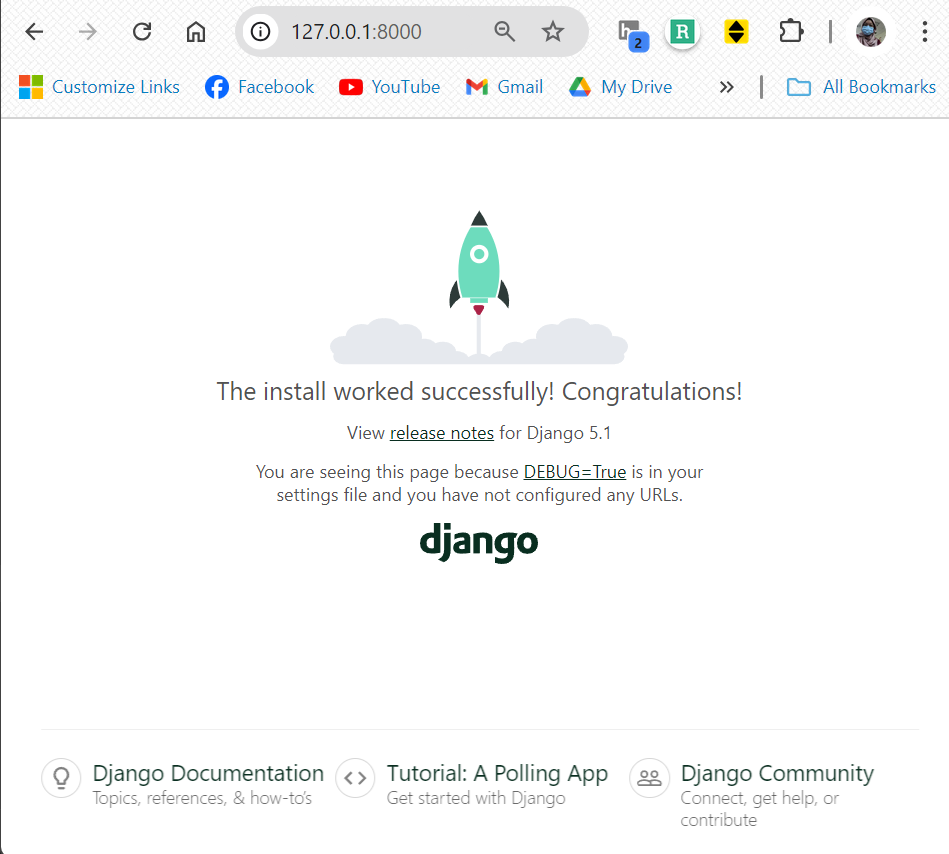 127.0.0.1:8000
2
R
Customize Links
Facebook
YouTube
Gmail
My Drive
»
All Bookmarks
The install worked successfully! Congratulations!
View release notes for Django 5.1
You are seeing this page because DEBUG=True is in your
settings file and you have not configured any URLs.
django
Django Documentation
Topics, references, & how-to’s
Tutorial: A Polling App
Get started with Django
Django Community
Connect, get help, or
contribute